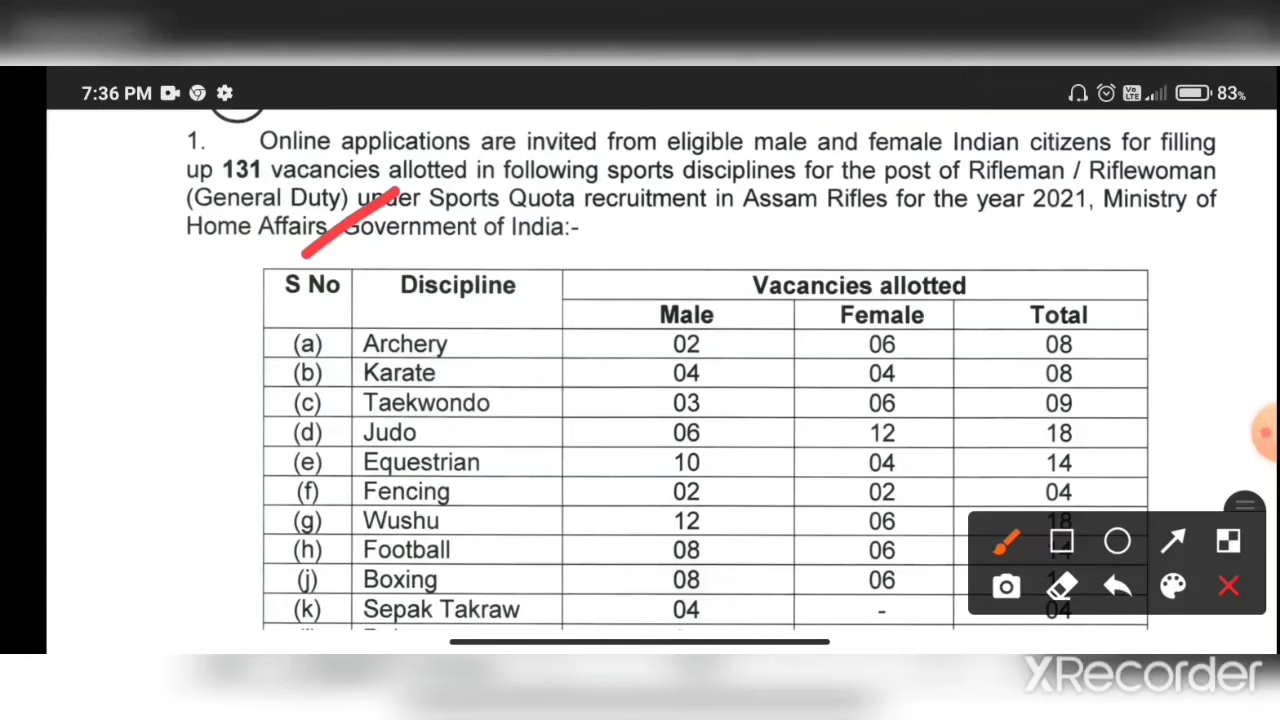 7:36 PM Vo LTE 83%
1. Online applications are invited from eligible male and female Indian citizens for filling
up 131 vacancies allotted in following sports disciplines for the post of Rifleman / Riflewoman
(General Duty) under Sports Quota recruitment in Assam Rifles for the year 2021, Ministry of
Home Affairs, Government of India:-
S No Discipline Vacancies allotted
Male Female Total
(a) Archery 02 06 08
(b) Karate 04 04 08
(c) Taekwondo 03 06 09
(d) Judo 06 12 18
(e) Equestrian 10 04 14
(f) Fencing 02 02 04
(g) Wushu 12 06 18
(h) Football 08 06 14
(j) Boxing 08 06
(k) Sepak Takraw 04 - 04
XRecorder